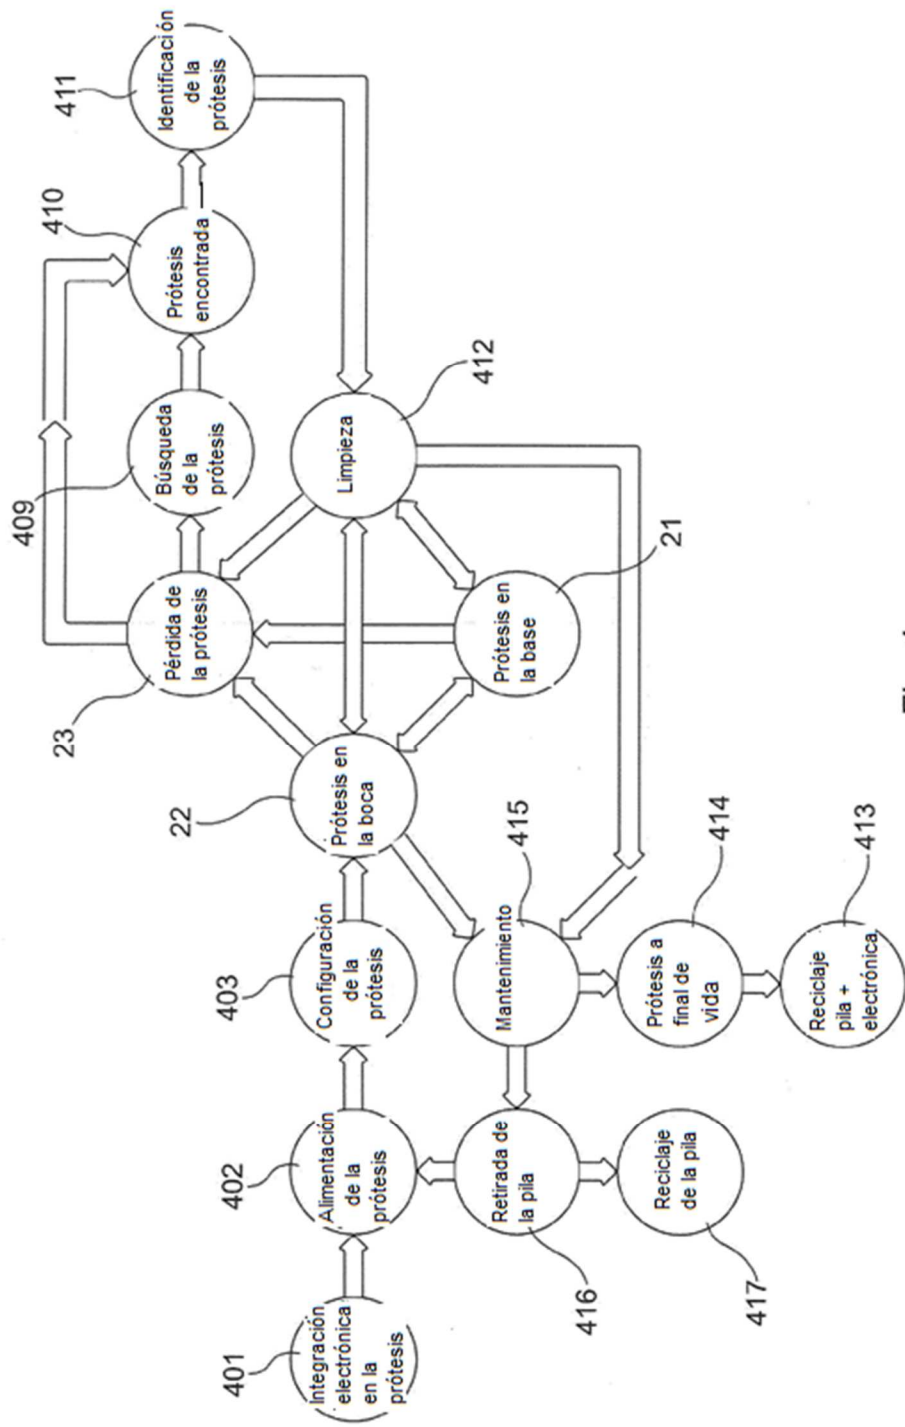 411
Identificación
de la
prótesis
410
Prótesis
encontrada
409
Búsqueda
de la
prótesis
23
Pérdida de
la prótesis
412
Limpieza
21
Prótesis en
la base
22
Prótesis en
la boca
403
Configuración
de la
prótesis
402
Alimentación
de la
prótesis
401
Integración
electrónica
en la
prótesis
415
Mantenimiento
414
Prótesis a
final de
vida
413
Reciclaje
pila +
electrónica
416
Retirada de
la pila
417
Reciclaje
de la pila